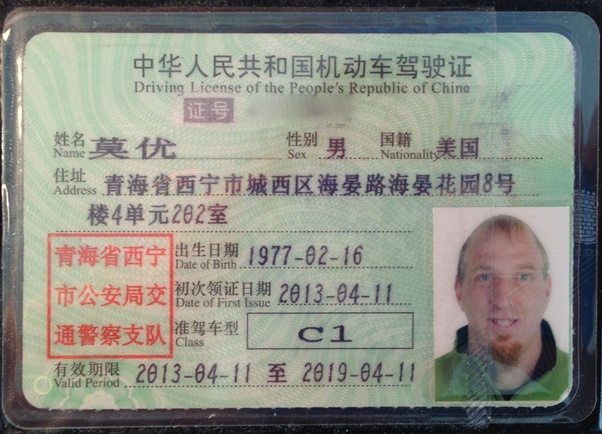 中华人民共和国机动车驾驶证
Driving License of the People's Republic of China
证号
姓名 Name 莫优 性别 Sex 男 国籍 Nationality 美国
住址 Address 青海省西宁市城西区海晏路海晏花园8号
楼4单元202室
青海省西宁
市公安局交
通警察支队
出生日期 Date of Birth 1977-02-16
初次领证日期 Date of First Issue 2013-04-11
准驾车型 Class C1
有效期限 Valid Period 2013-04-11 至 2019-04-11